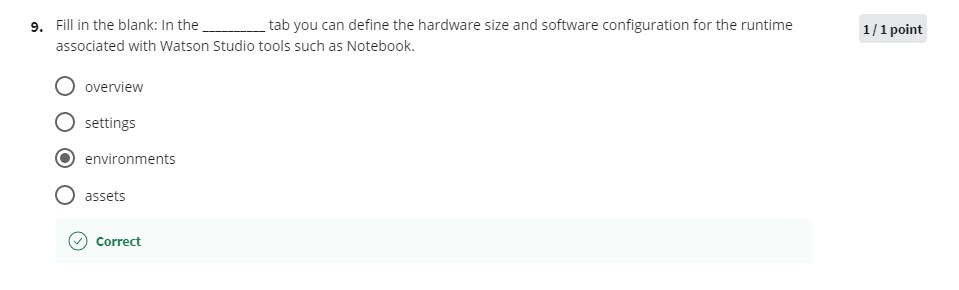 9. Fill in the blank: In the __________ tab you can define the hardware size and software configuration for the runtime 1 / 1 point
associated with Watson Studio tools such as Notebook.
overview
settings
environments
assets
Correct